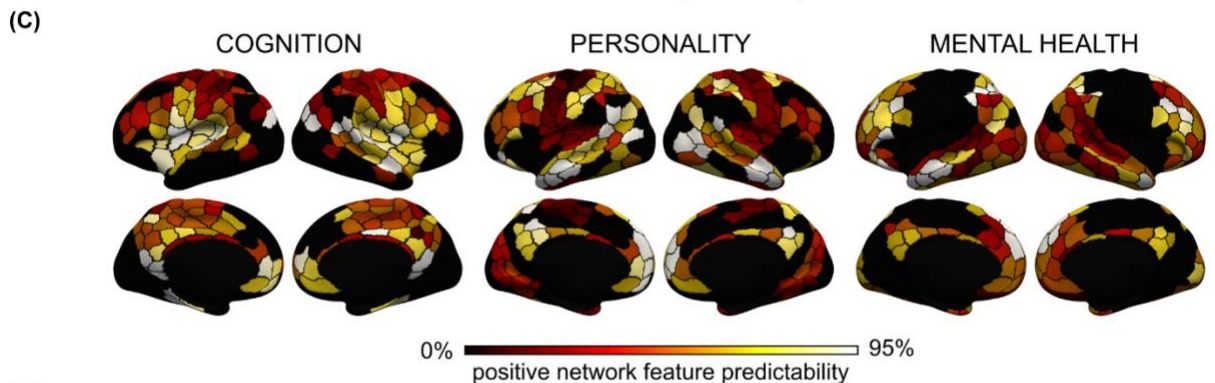 (C)
COGNITION
PERSONALITY
MENTAL HEALTH
0%
95%
positive network feature predictability